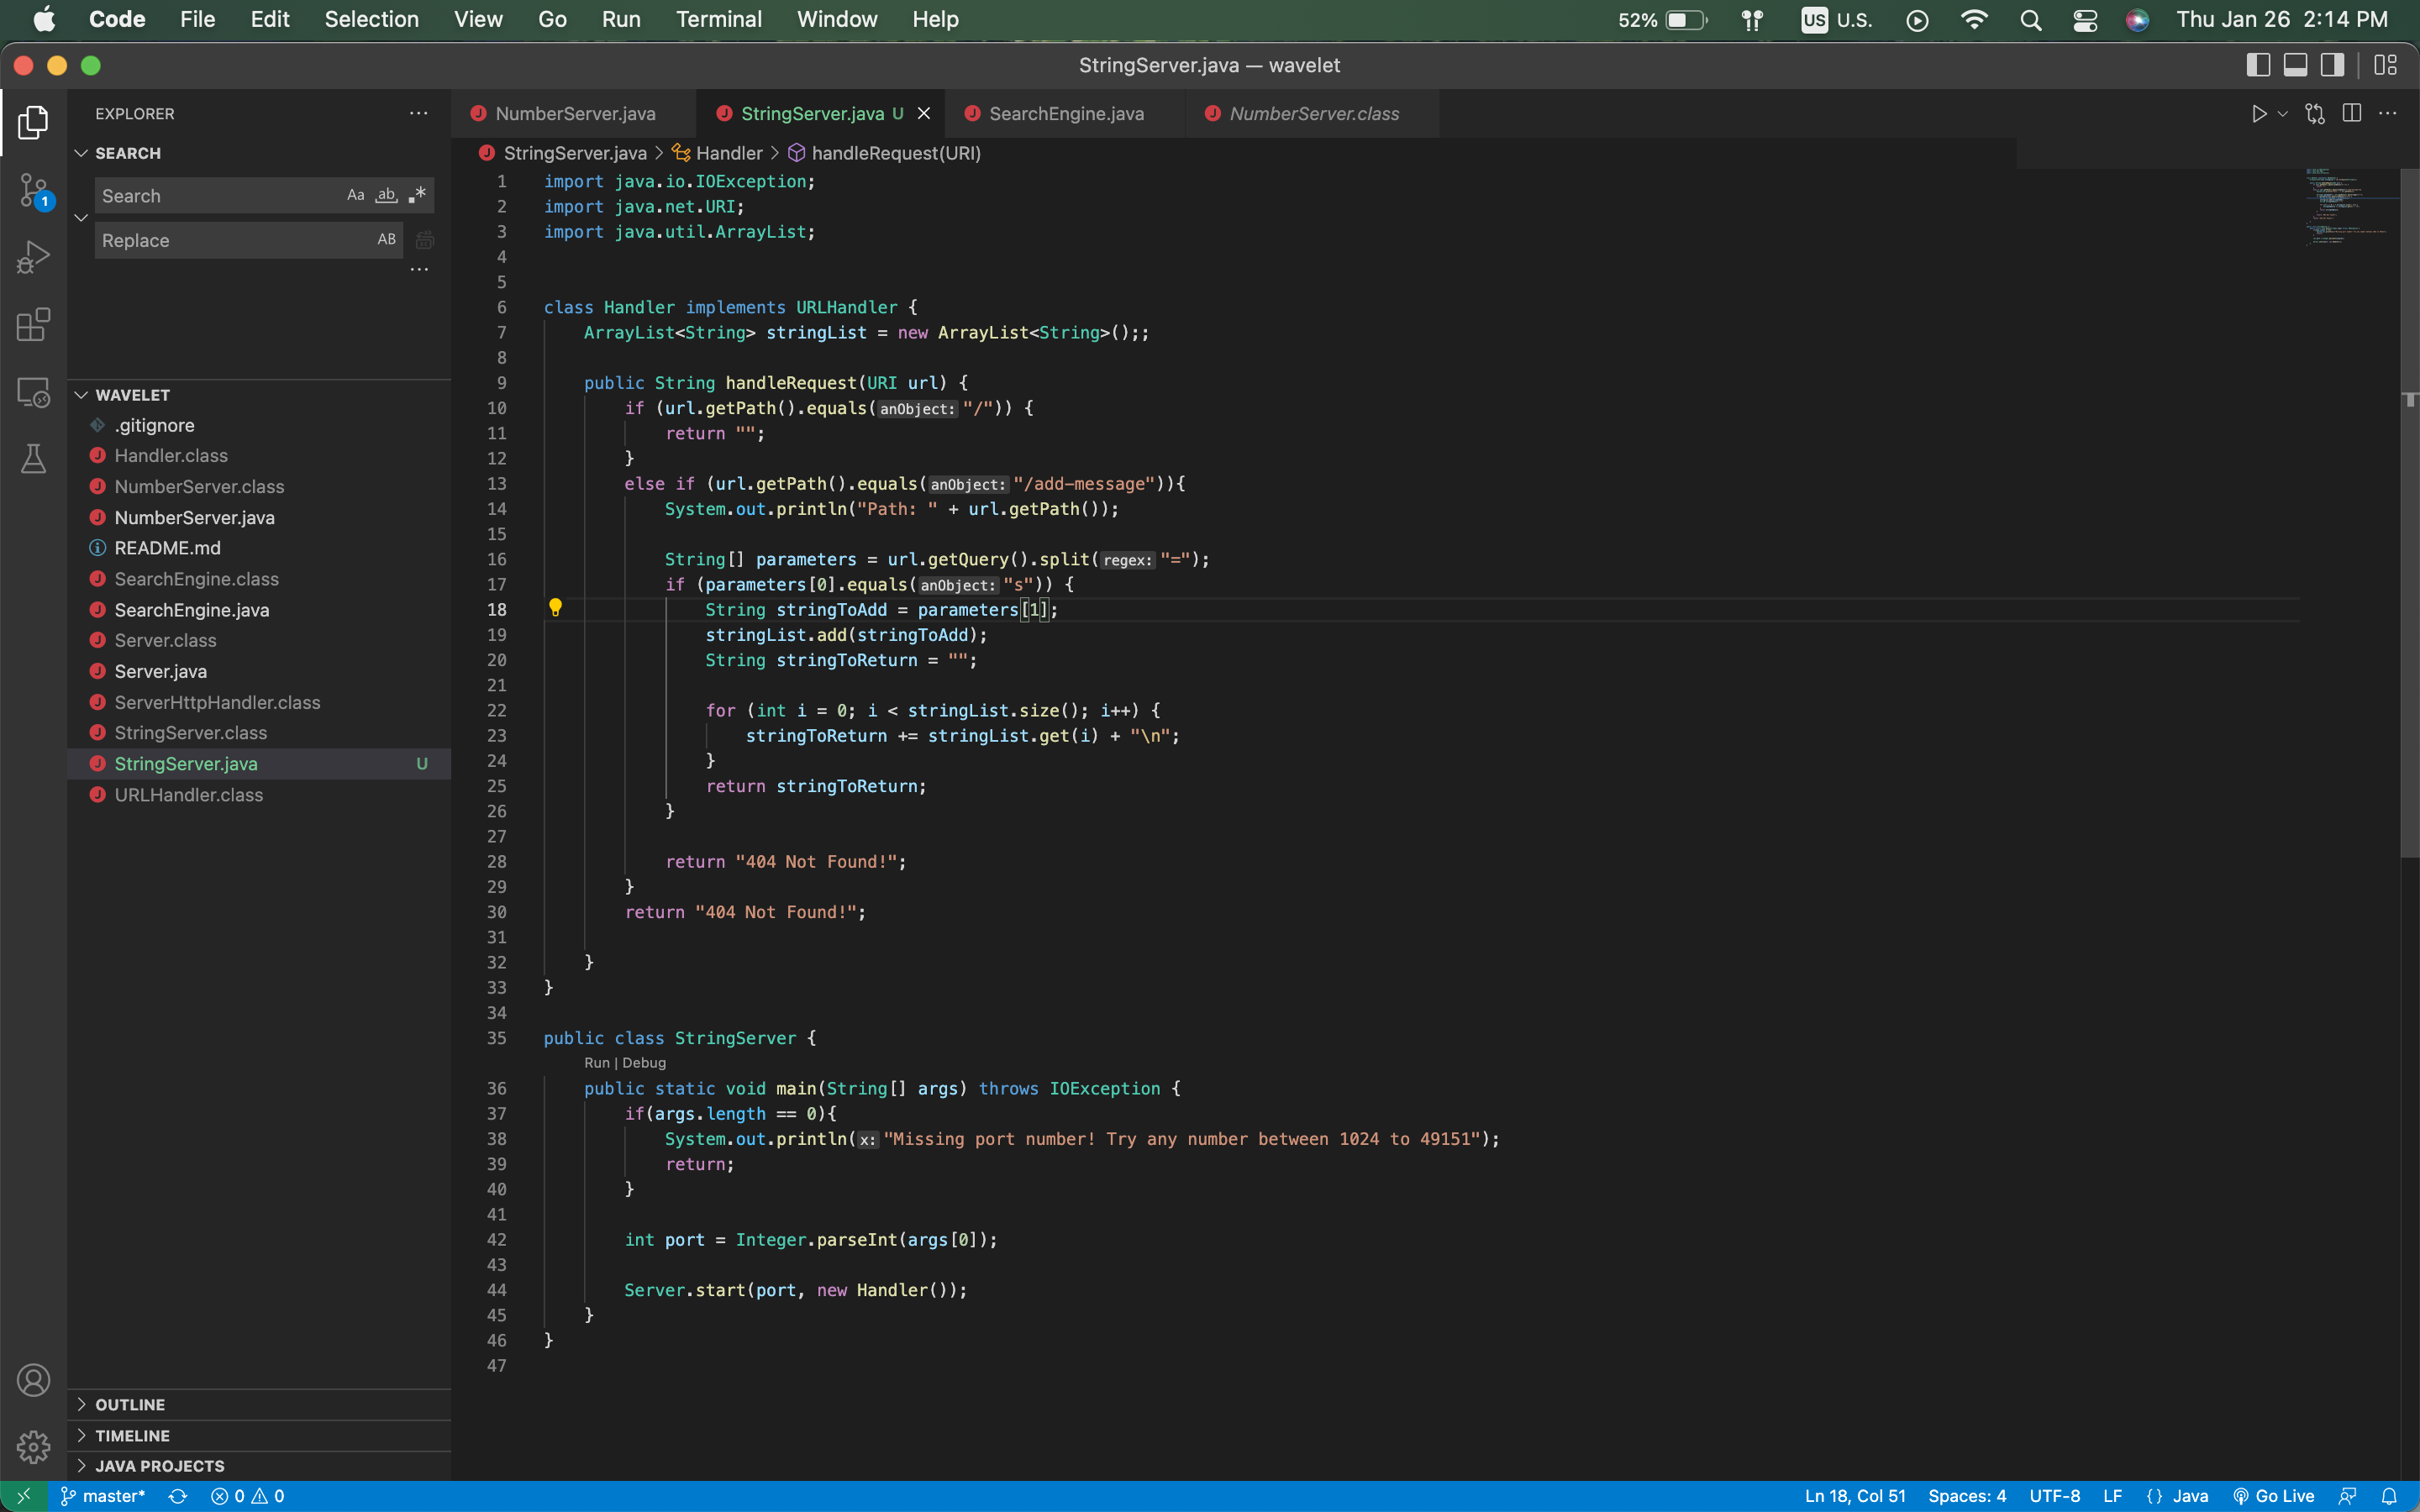 Code File Edit Selection View Go Run Terminal Window Help 52% US U.S. Thu Jan 26 2:14 PM
StringServer.java — wavelet
EXPLORER
SEARCH
Search Aa ab
Replace AB
WAVELET
.gitignore
Handler.class
NumberServer.class
NumberServer.java
README.md
SearchEngine.class
SearchEngine.java
Server.class
Server.java
ServerHttpHandler.class
StringServer.class
StringServer.java U
URLHandler.class
OUTLINE
TIMELINE
JAVA PROJECTS
NumberServer.java StringServer.java U SearchEngine.java NumberServer.class
StringServer.java > Handler > handleRequest(URI)
1 import java.io.IOException;
2 import java.net.URI;
3 import java.util.ArrayList;
4
5
6 class Handler implements URLHandler {
7     ArrayList<String> stringList = new ArrayList<String>();;
8
9     public String handleRequest(URI url) {
10         if (url.getPath().equals(anObject: "/")) {
11             return "";
12         }
13         else if (url.getPath().equals(anObject: "/add-message")){
14             System.out.println("Path: " + url.getPath());
15
16             String[] parameters = url.getQuery().split(regex: "=");
17             if (parameters[0].equals(anObject: "s")) {
18                 String stringToAdd = parameters[1];
19                 stringList.add(stringToAdd);
20                 String stringToReturn = "";
21
22                 for (int i = 0; i < stringList.size(); i++) {
23                     stringToReturn += stringList.get(i) + "\n";
24                 }
25                 return stringToReturn;
26             }
27
28             return "404 Not Found!";
29         }
30         return "404 Not Found!";
31
32     }
33 }
34
35 public class StringServer {
Run | Debug
36     public static void main(String[] args) throws IOException {
37         if(args.length == 0){
38             System.out.println(x: "Missing port number! Try any number between 1024 to 49151");
39             return;
40         }
41
42         int port = Integer.parseInt(args[0]);
43
44         Server.start(port, new Handler());
45     }
46 }
47
1
master* 0 0 Ln 18, Col 51 Spaces: 4 UTF-8 LF {} Java Go Live